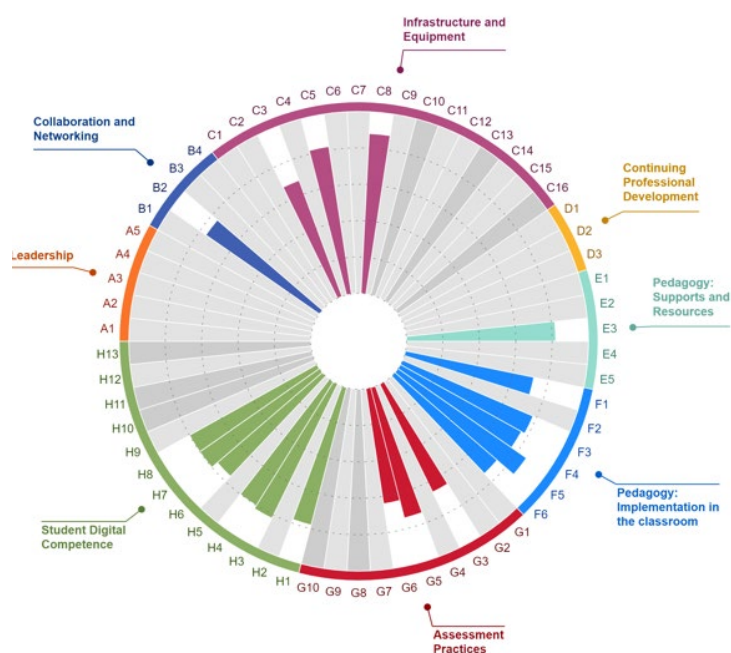 Infrastructure and
Equipment
Collaboration and
Networking
Continuing
Professional
Development
Leadership
Pedagogy:
Supports and
Resources
Pedagogy:
Implementation in
the classroom
Student Digital
Competence
Assessment
Practices
A1
A2
A3
A4
A5
B1
B2
B3
B4
C1
C2
C3
C4
C5
C6
C7
C8
C9
C10
C11
C12
C13
C14
C15
C16
D1
D2
D3
E1
E2
E3
E4
E5
F1
F2
F3
F4
F5
F6
G1
G2
G3
G4
G5
G6
G7
G8
G9
G10
H1
H2
H3
H4
H5
H6
H7
H8
H9
H10
H11
H12
H13